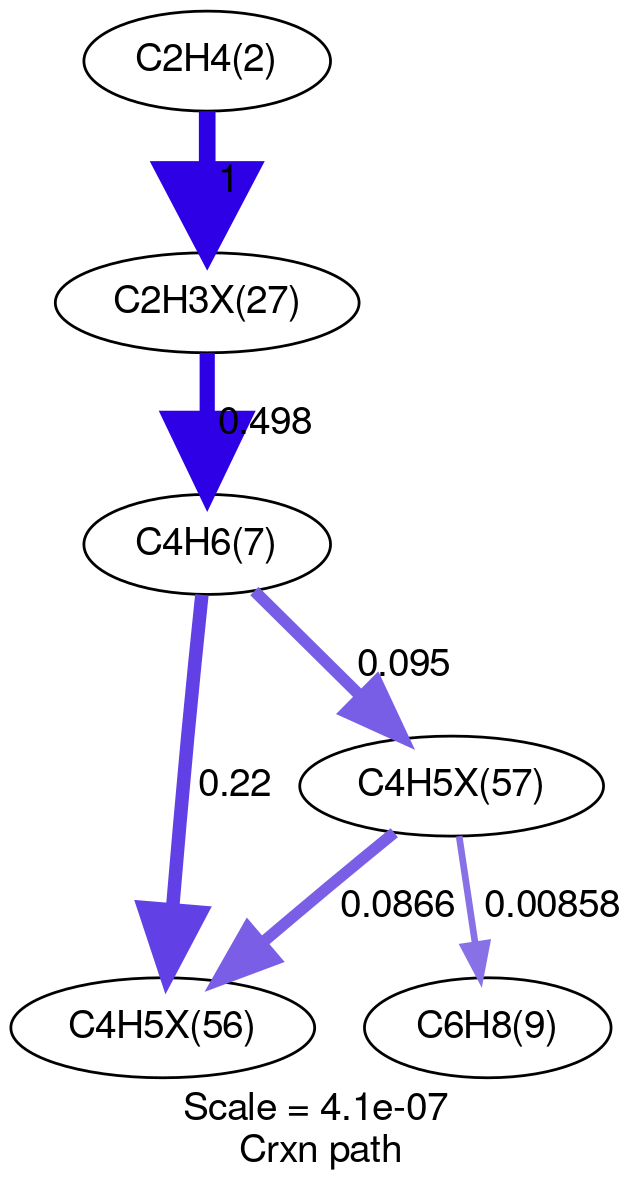 C2H4(2)
1
C2H3X(27)
0.498
C4H6(7)
0.095
0.22
C4H5X(57)
0.0866
0.00858
C4H5X(56)
C6H8(9)
Scale = 4.1e-07
Crxn path